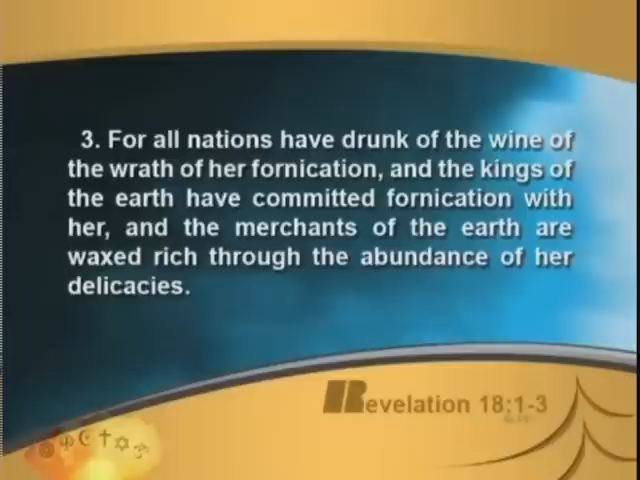 3. For all nations have drunk of the wine of
the wrath of her fornication, and the kings of
the earth have committed fornication with
her, and the merchants of the earth are
waxed rich through the abundance of her
delicacies.
Revelation 18:1-3